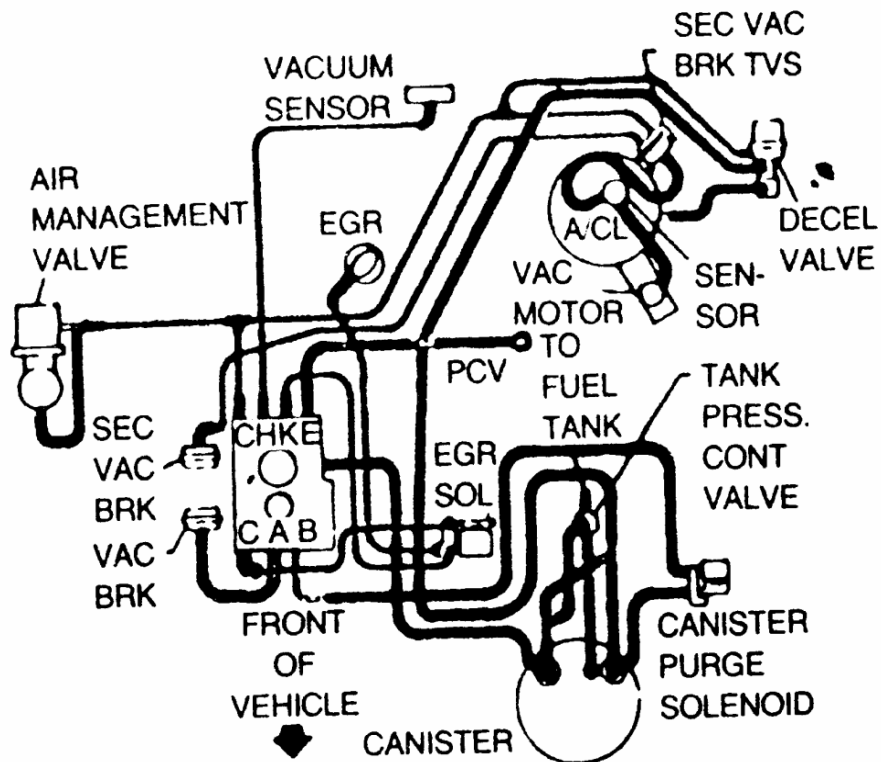 SEC VAC
BRK TVS
VACUUM
SENSOR
AIR
MANAGEMENT
VALVE
EGR
A/CL
DECEL
VALVE
VAC
MOTOR
SEN-
SOR
PCV
TO
FUEL
TANK
TANK
PRESS.
CONT
VALVE
SEC
VAC
BRK
VAC
BRK
CHKE
CAB
EGR
SOL
FRONT
OF
VEHICLE
CANISTER
PURGE
SOLENOID
CANISTER